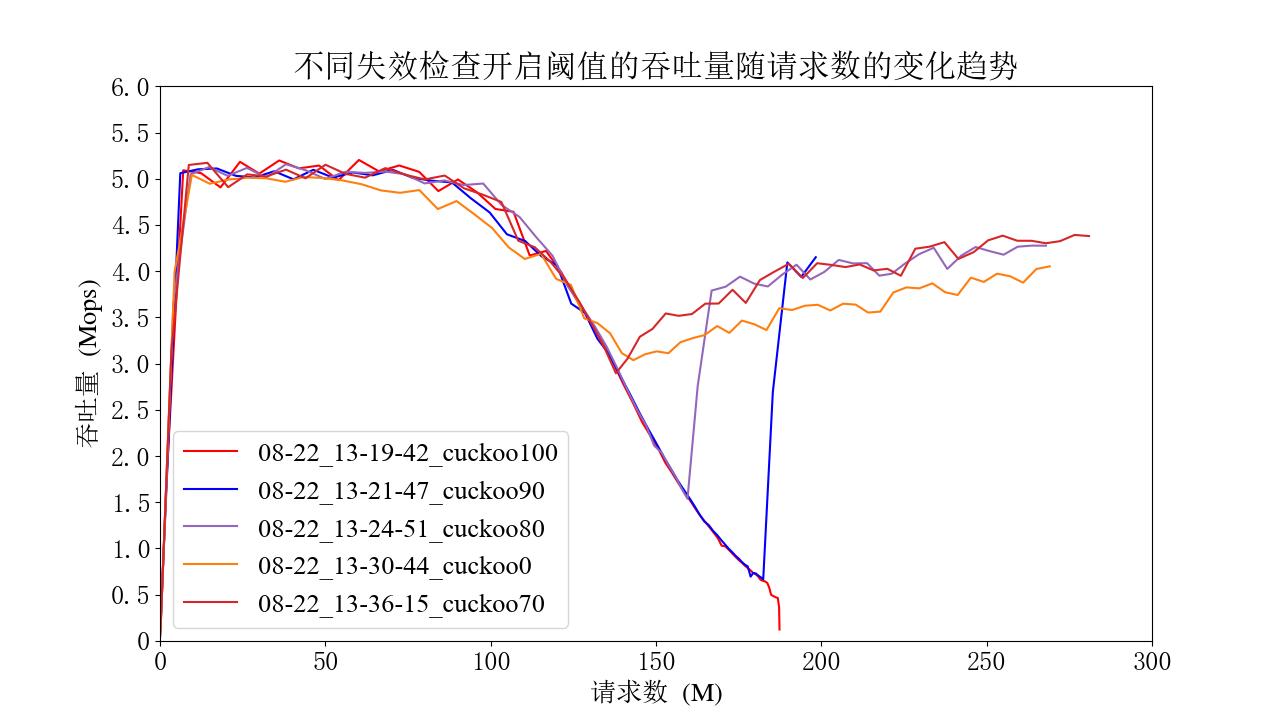 不同失效检查开启阈值的吞吐量随请求数的变化趋势
6.0
5.5
5.0
4.5
4.0
3.5
3.0
2.5
2.0
1.5
1.0
0.5
0
吞吐量 (Mops)
08-22_13-19-42_cuckoo100
08-22_13-21-47_cuckoo90
08-22_13-24-51_cuckoo80
08-22_13-30-44_cuckoo0
08-22_13-36-15_cuckoo70
0 50 100 150 200 250 300
请求数 (M)